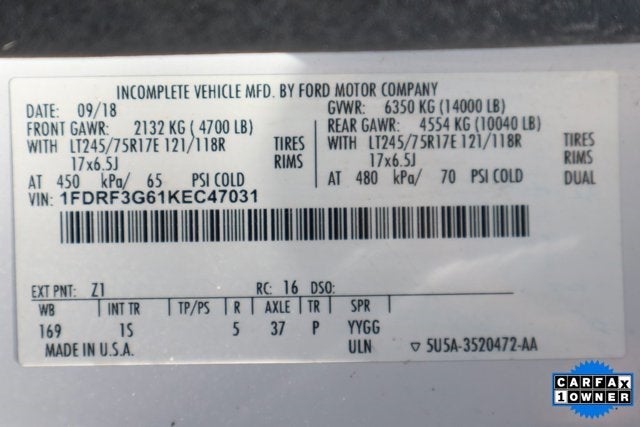 INCOMPLETE VEHICLE MFD. BY FORD MOTOR COMPANY
DATE: 09/18 GVWR: 6350 KG (14000 LB)
FRONT GAWR: 2132 KG ( 4700 LB) REAR GAWR: 4554 KG (10040 LB)
WITH LT245/75R17E 121/118R TIRES WITH LT245/75R17E 121/118R TIRES
17x6.5J RIMS 17x6.5J RIMS
AT 450 kPa/ 65 PSI COLD AT 480 kPa/ 70 PSI COLD DUAL
VIN: 1FDRF3G61KEC47031
EXT PNT: Z1 RC: 16 DSO:
WB INT TR TP/PS R AXLE TR SPR
169 1S 5 37 P YYGG
MADE IN U.S.A. ULN ▽ 5U5A-3520472-AA
CARFAX
1 OWNER